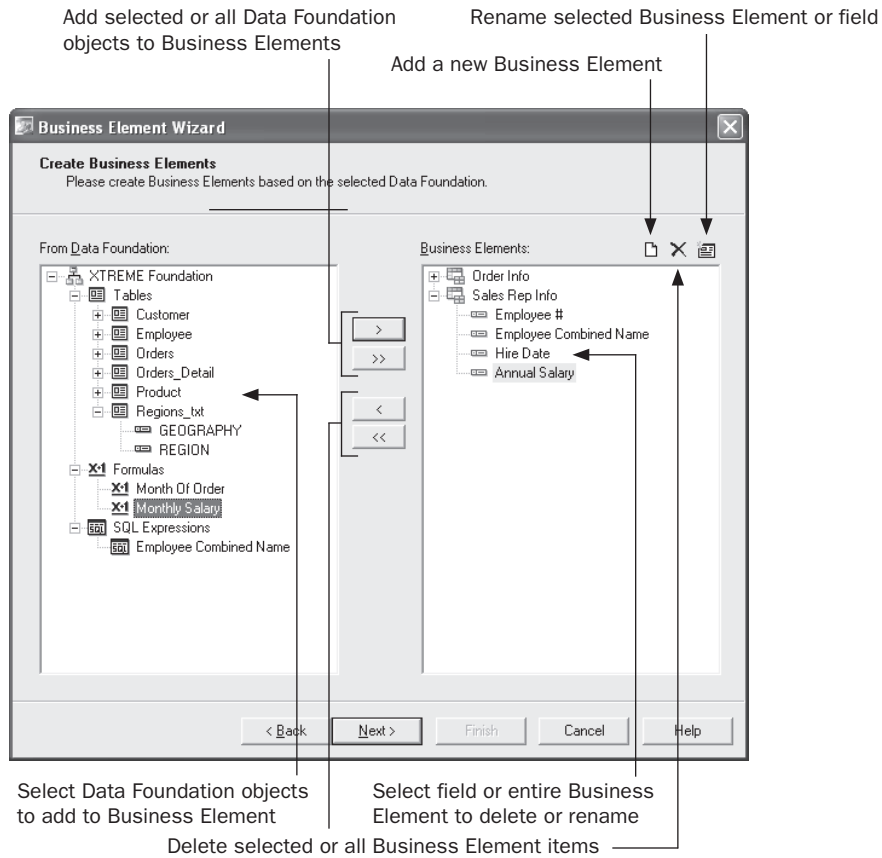 Add selected or all Data Foundation
objects to Business Elements
Rename selected Business Element or field
Add a new Business Element
Business Element Wizard
Create Business Elements
Please create Business Elements based on the selected Data Foundation.
From Data Foundation:
XTREME Foundation
Tables
Customer
Employee
Orders
Orders_Detail
Product
Regions_txt
GEOGRAPHY
REGION
X+1 Formulas
X+1 Month Of Order
X+1 Monthly Salary
SQL SQL Expressions
SQL Employee Combined Name
>
>>
<
<<
Business Elements:
Order Info
Sales Rep Info
Employee #
Employee Combined Name
Hire Date
Annual Salary
< Back
Next >
Finish
Cancel
Help
Select Data Foundation objects
to add to Business Element
Select field or entire Business
Element to delete or rename
Delete selected or all Business Element items